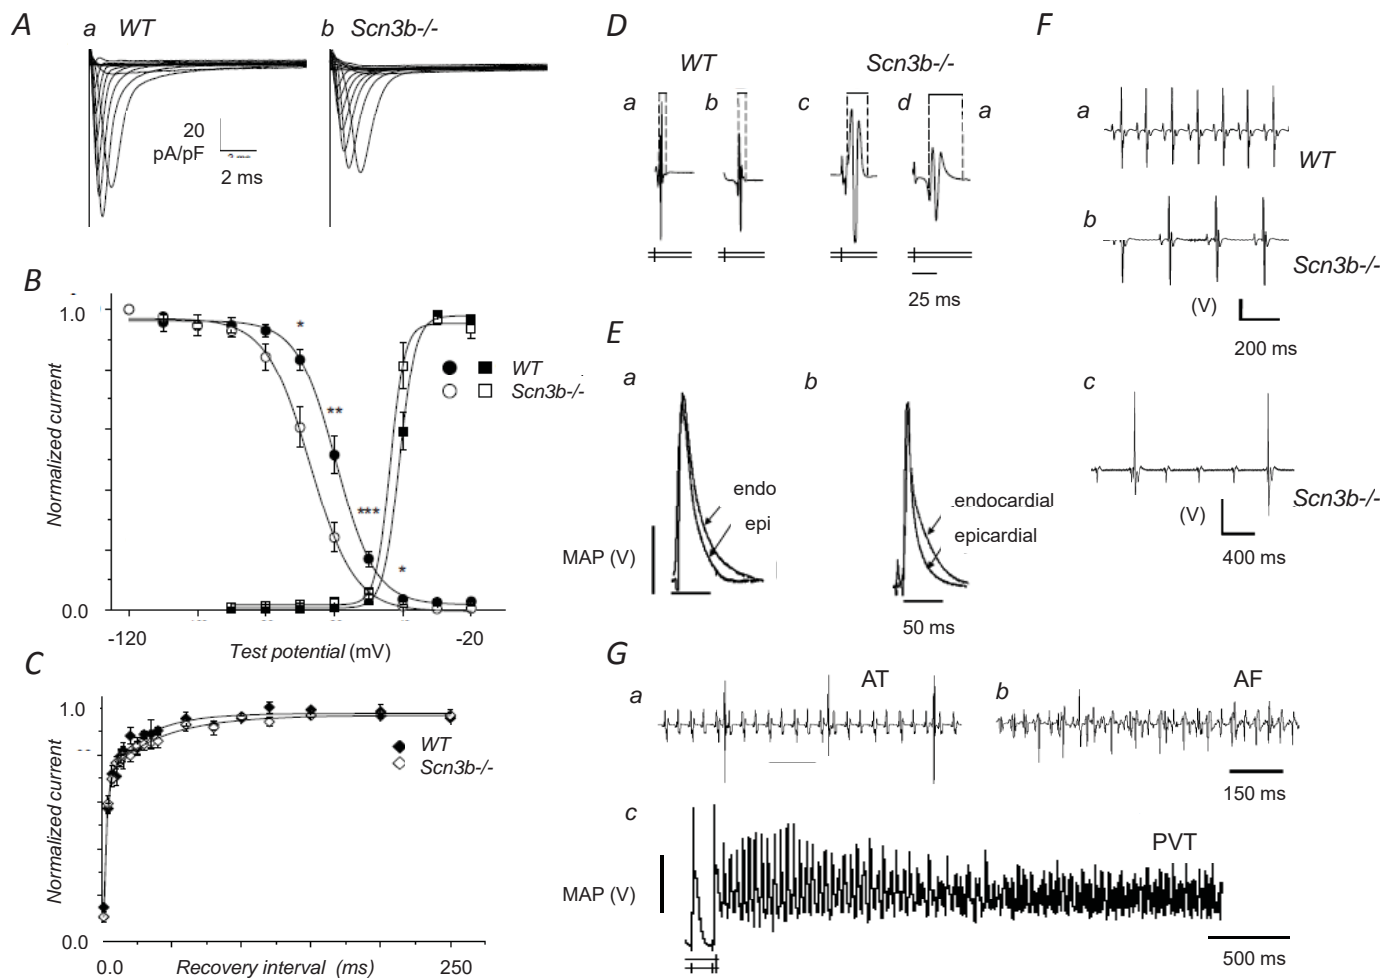 A
a WT
b Scn3b-/-
20
pA/pF
2 ms
B
1.0
Normalized current
0.0
-120
-20
Test potential (mV)
*
**
***
*
WT
Scn3b-/-
C
1.0
Normalized current
0.0
0.0
Recovery interval (ms)
250
WT
Scn3b-/-
D
WT
Scn3b-/-
a
b
c
d
a
25 ms
E
a
b
endo
epi
endocardial
epicardial
MAP (V)
50 ms
F
a
WT
b
Scn3b-/-
(V)
200 ms
c
Scn3b-/-
(V)
400 ms
G
a
AT
b
AF
150 ms
c
PVT
MAP (V)
500 ms